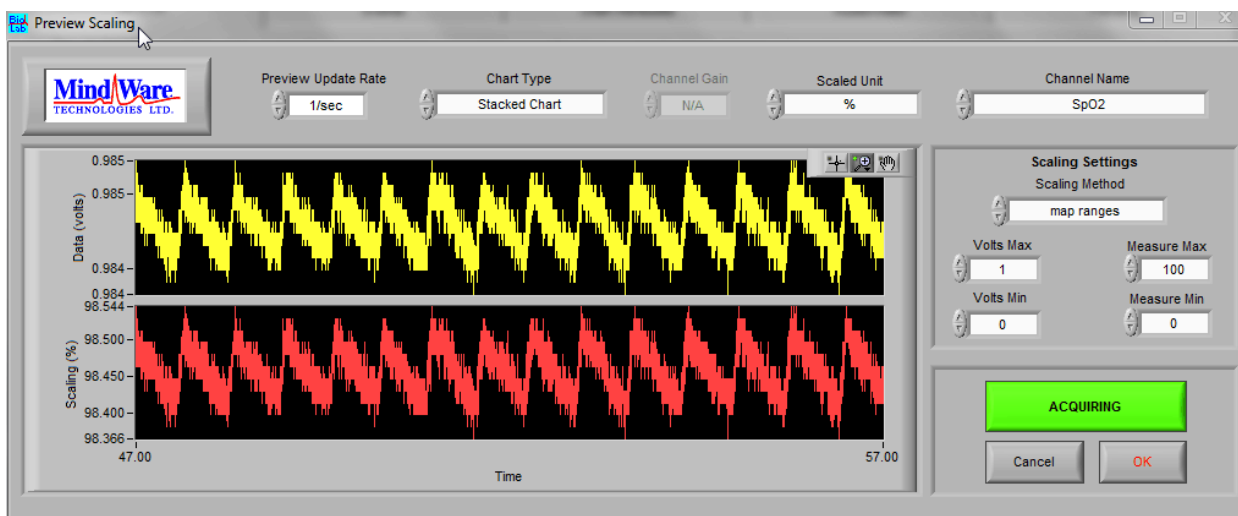 Biol
Lab
Preview Scaling
MindWare
TECHNOLOGIES LTD.
Preview Update Rate
1/sec
Chart Type
Stacked Chart
Channel Gain
N/A
Scaled Unit
%
Channel Name
SpO2
0.985
0.985
0.984
0.984
Data (volts)
98.544
98.500
98.450
98.400
98.366
Scaling (%)
47.00
57.00
Time
Scaling Settings
Scaling Method
map ranges
Volts Max
Measure Max
1
100
Volts Min
Measure Min
0
0
ACQUIRING
Cancel
OK